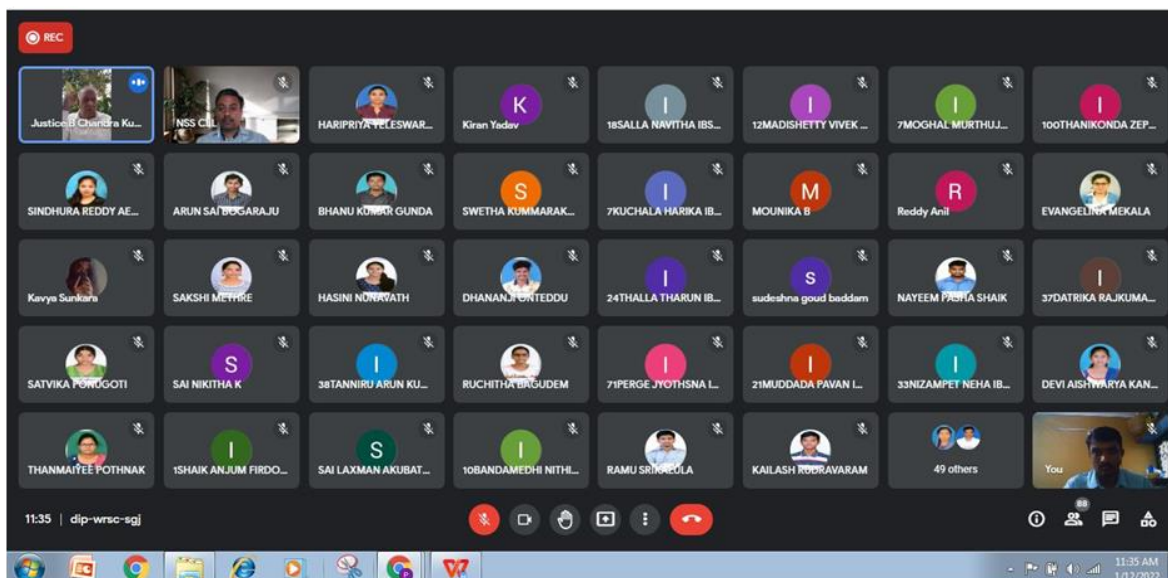 REC
Justice B Chandra Ku...
NSS CLL
HARIPRIYA YELESWAR...
K
Kiran Yadav
I
18SALLA NAVITHA IBS...
I
12MADISHETTY VIVEK ...
I
7MOGHAL MURTHUJ...
I
100THANIKONDA ZEP...
SINDHURA REDDY AE...
ARUN SAI BOGARAJU
BHANU KUMAR GUNDA
S
SWETHA KUMMARAK...
I
7KUCHALA HARIKA IB...
M
MOUNIKA B
R
Reddy Anil
EVANGELINA MEKALA
Kavya Sunkara
SAKSHI METHRE
HASINI NUNAVATH
DHANANJI ONTEDDU
I
24THALLA THARUN IB...
s
sudeshna goud baddam
NAYEEM PASHA SHAIK
I
37DATRIKA RAJKUMA...
SATVIKA PONUGOTI
S
SAI NIKITHA K
I
38TANNIRU ARUN KU...
RUCHITHA BAGUDEM
I
71PERGE JYOTHSNA I...
I
21MUDDADA PAVAN I...
I
33NIZAMPET NEHA IB...
DEVI AISHWARYA KAN...
THANMAIYEE POTHNAK
I
1SHAIK ANJUM FIRDO...
S
SAI LAXMAN AKUBAT...
I
10BANDAMEDHI NITHI...
RAMU SRIKAKULA
KAILASH RUDRAVARAM
49 others
You
11:35 | dip-wrsc-sgj
88
11:35 AM
1/12/2022